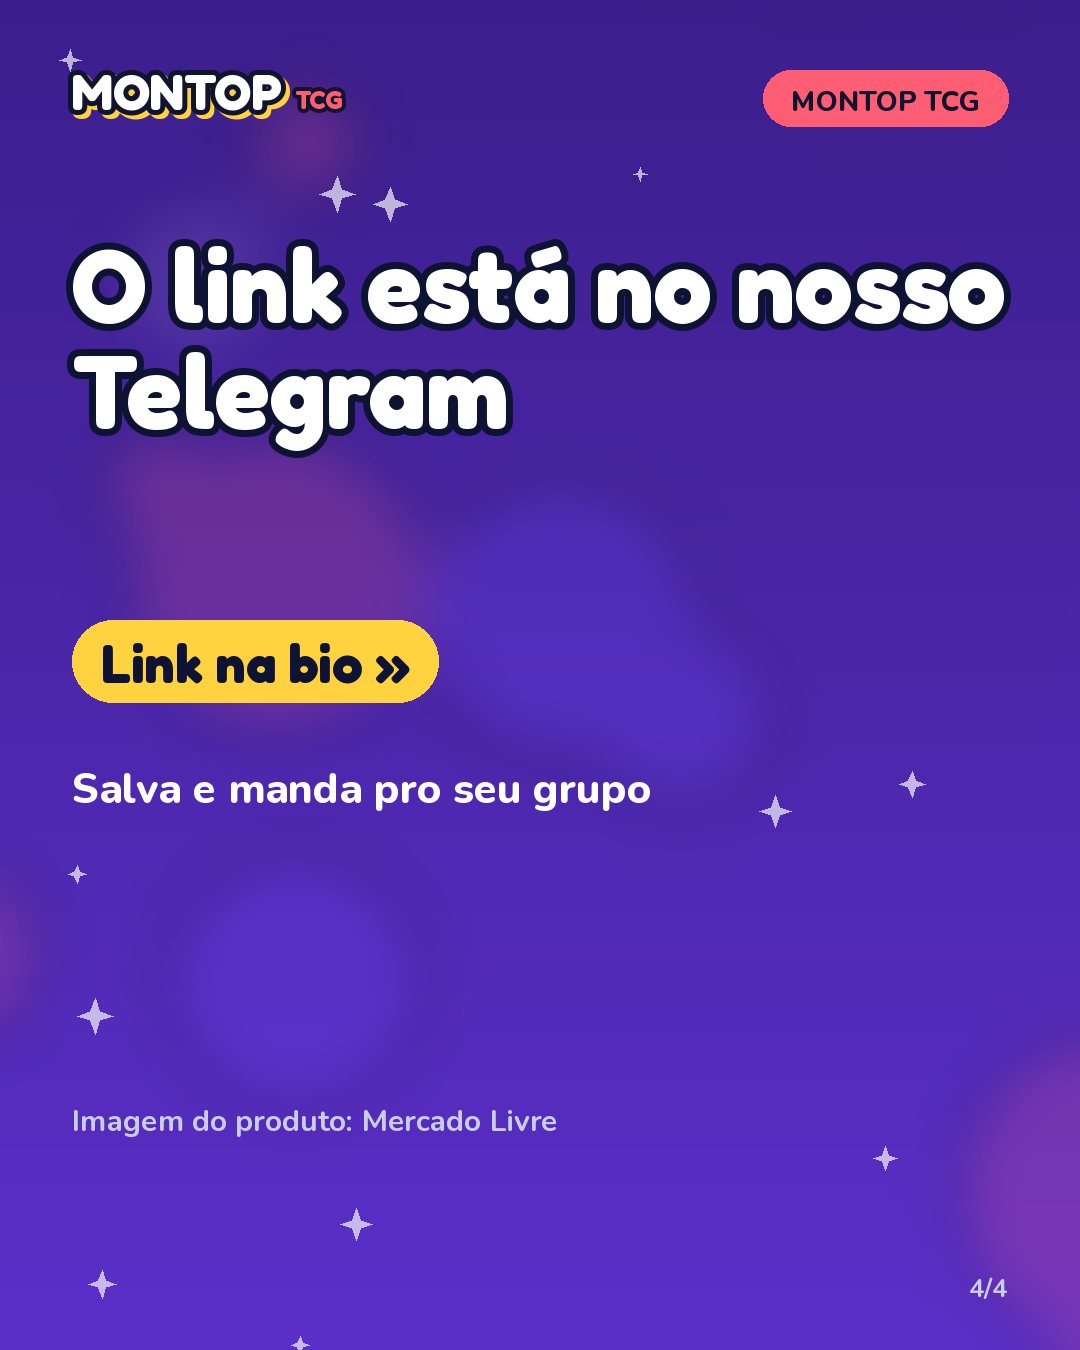 MONTOP TCG
MONTOP TCG
O link está no nosso
Telegram
Link na bio »
Salva e manda pro seu grupo
Imagem do produto: Mercado Livre
4/4